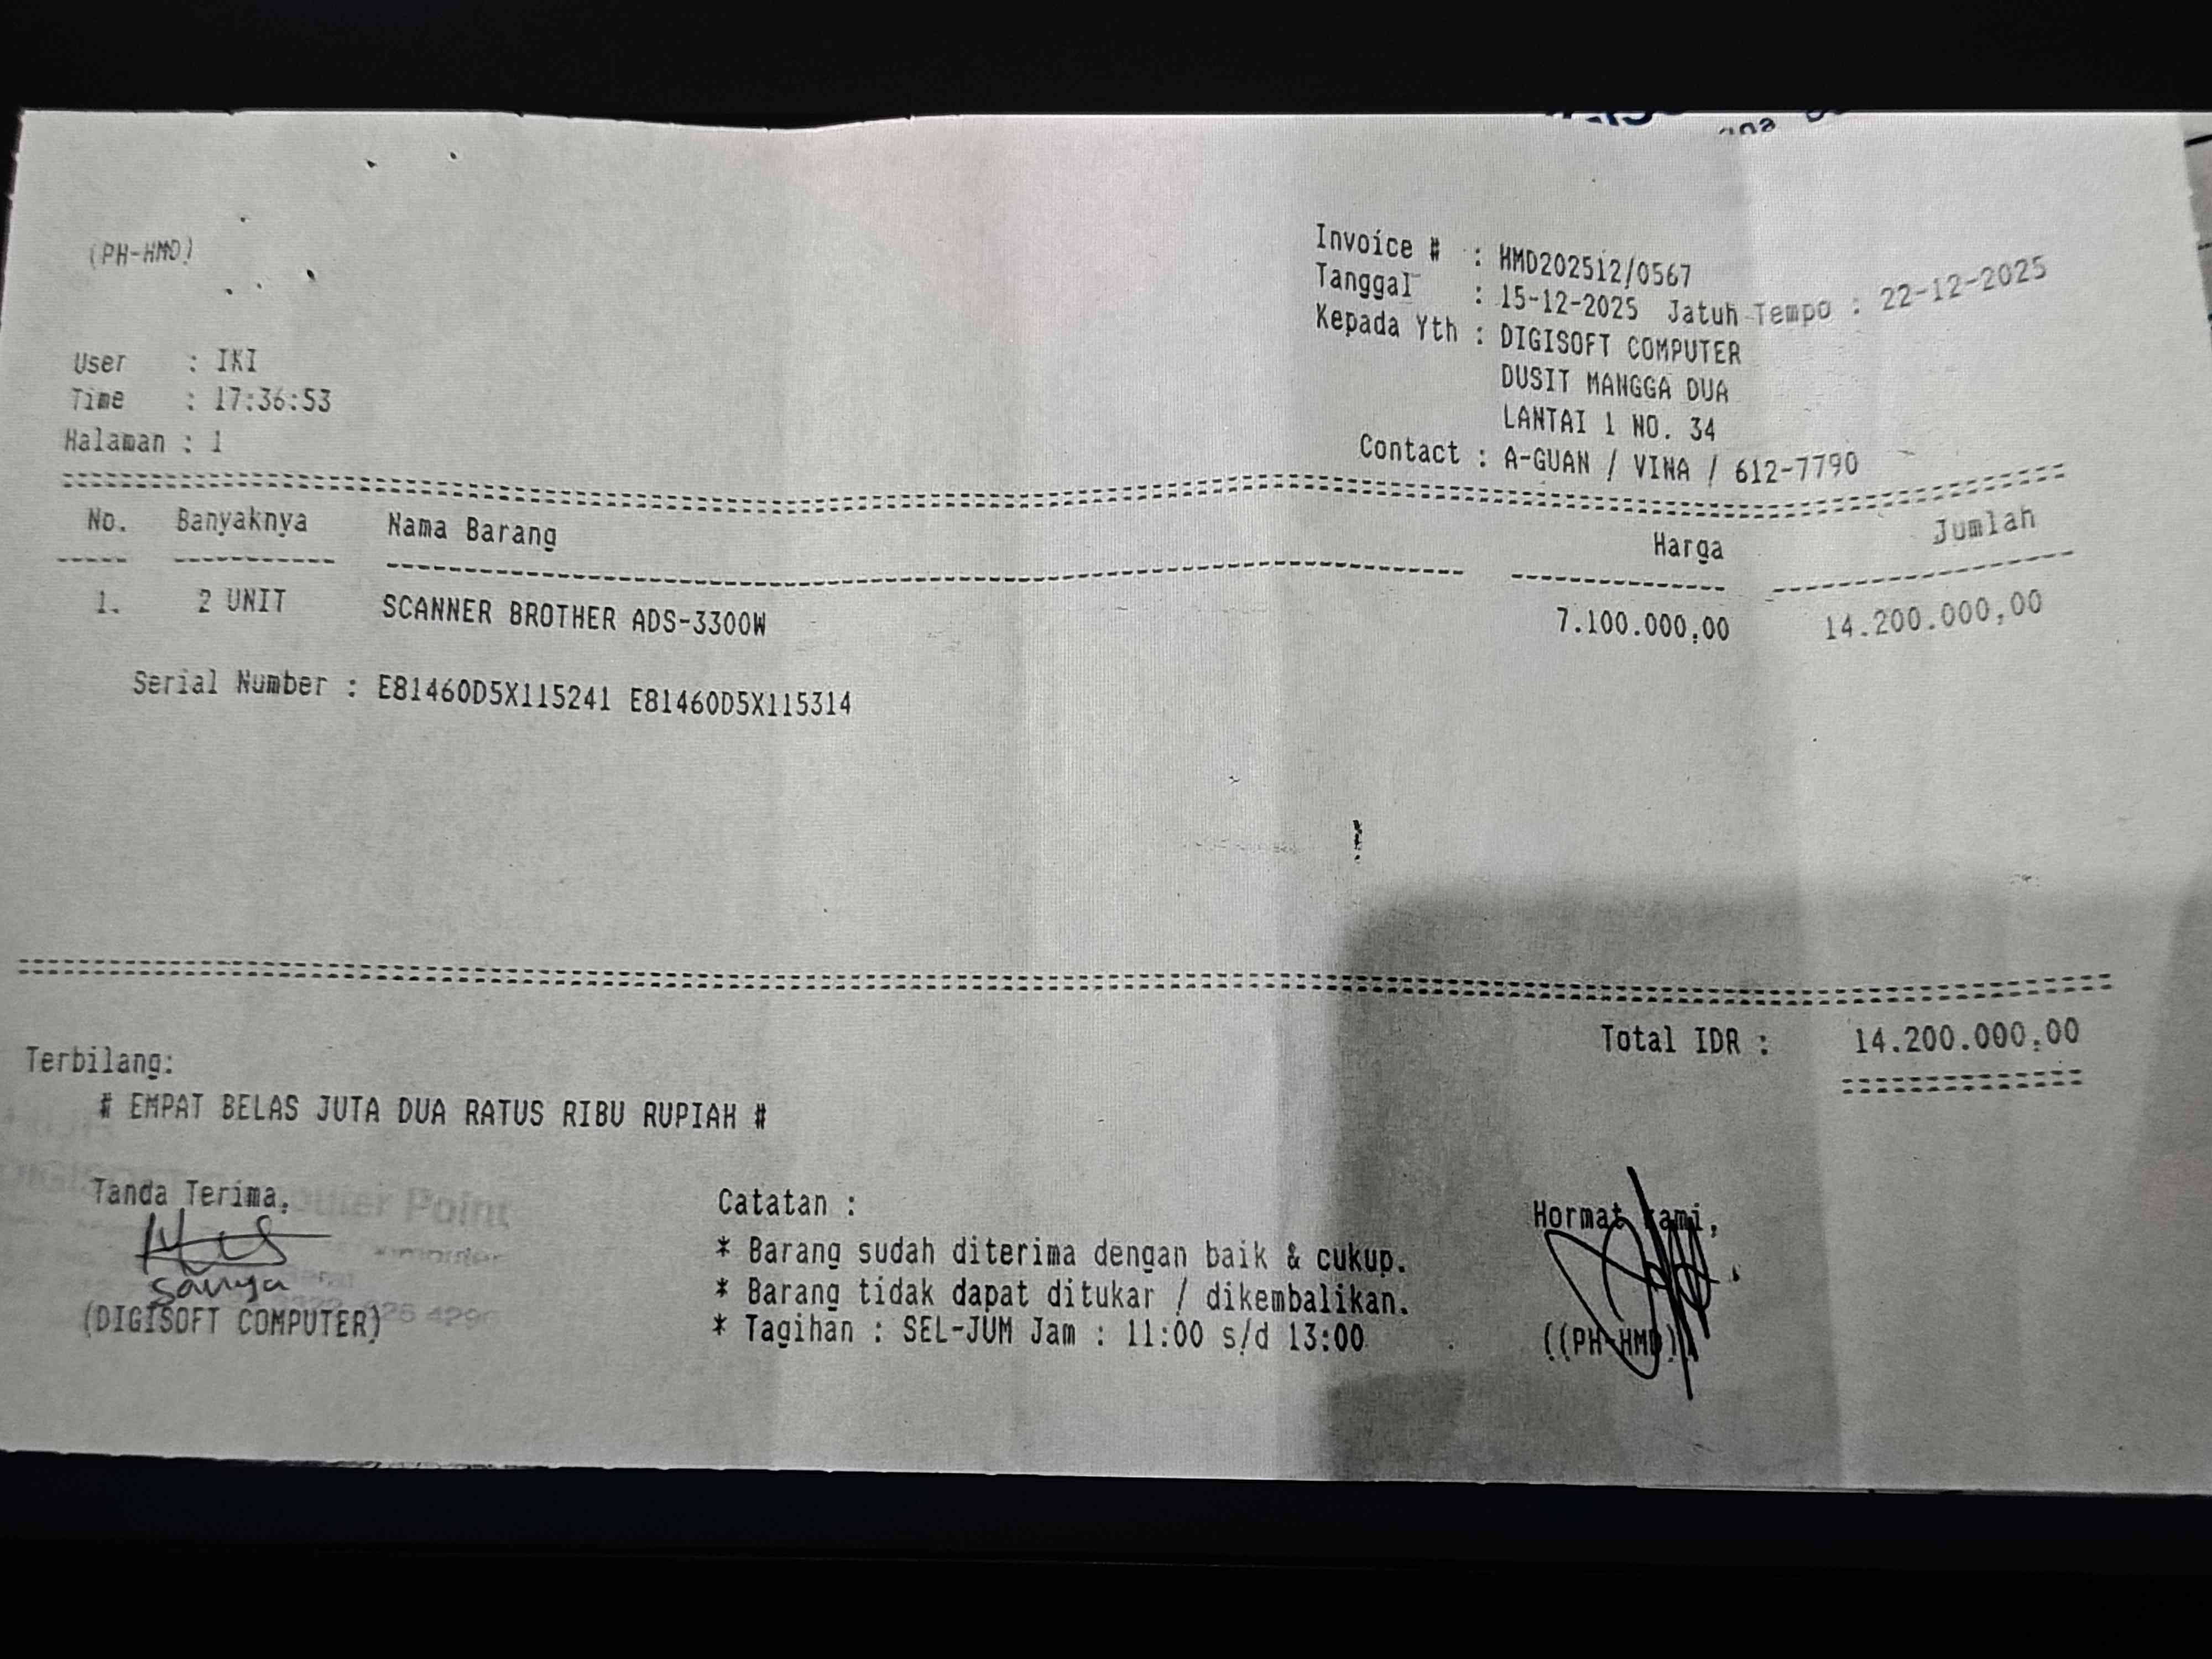 (PH-HMD)
Invoice # : HMD202512/0567
Tanggal : 15-12-2025 Jatuh Tempo : 22-12-2025
Kepada Yth : DIGISOFT COMPUTER
DUSIT MANGGA DUA
LANTAI 1 NO. 34
Contact : A-GUAN / VINA / 612-7790
User : IKI
Time : 17:36:53
Halaman : 1
No. Banyaknya Nama Barang Harga Jumlah
1. 2 UNIT SCANNER BROTHER ADS-3300W 7.100.000,00 14.200.000,00
Serial Number : E81460D5X115241 E81460D5X115314
Total IDR : 14.200.000,00
Terbilang:
# EMPAT BELAS JUTA DUA RATUS RIBU RUPIAH #
Tanda Terima,
Point
(DIGISOFT COMPUTER)
Catatan :
* Barang sudah diterima dengan baik & cukup.
* Barang tidak dapat ditukar / dikembalikan.
* Tagihan : SEL-JUM Jam : 11:00 s/d 13:00
Hormat kami,
((PH-HMD))